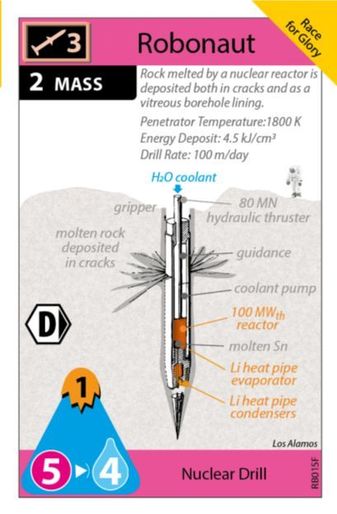 3
Robonaut
Race
for Glory
2 MASS
Rock melted by a nuclear reactor is
deposited both in cracks and as a
vitreous borehole lining.
Penetrator Temperature:1800 K
Energy Deposit: 4.5 kJ/cm³
Drill Rate: 100 m/day
H₂O coolant
gripper
80 MN
hydraulic thruster
molten rock
deposited
in cracks
guidance
coolant pump
100 MWth
reactor
D
molten Sn
Li heat pipe
evaporator
1
Li heat pipe
condensers
Los Alamos
5 4
Nuclear Drill
RB015F